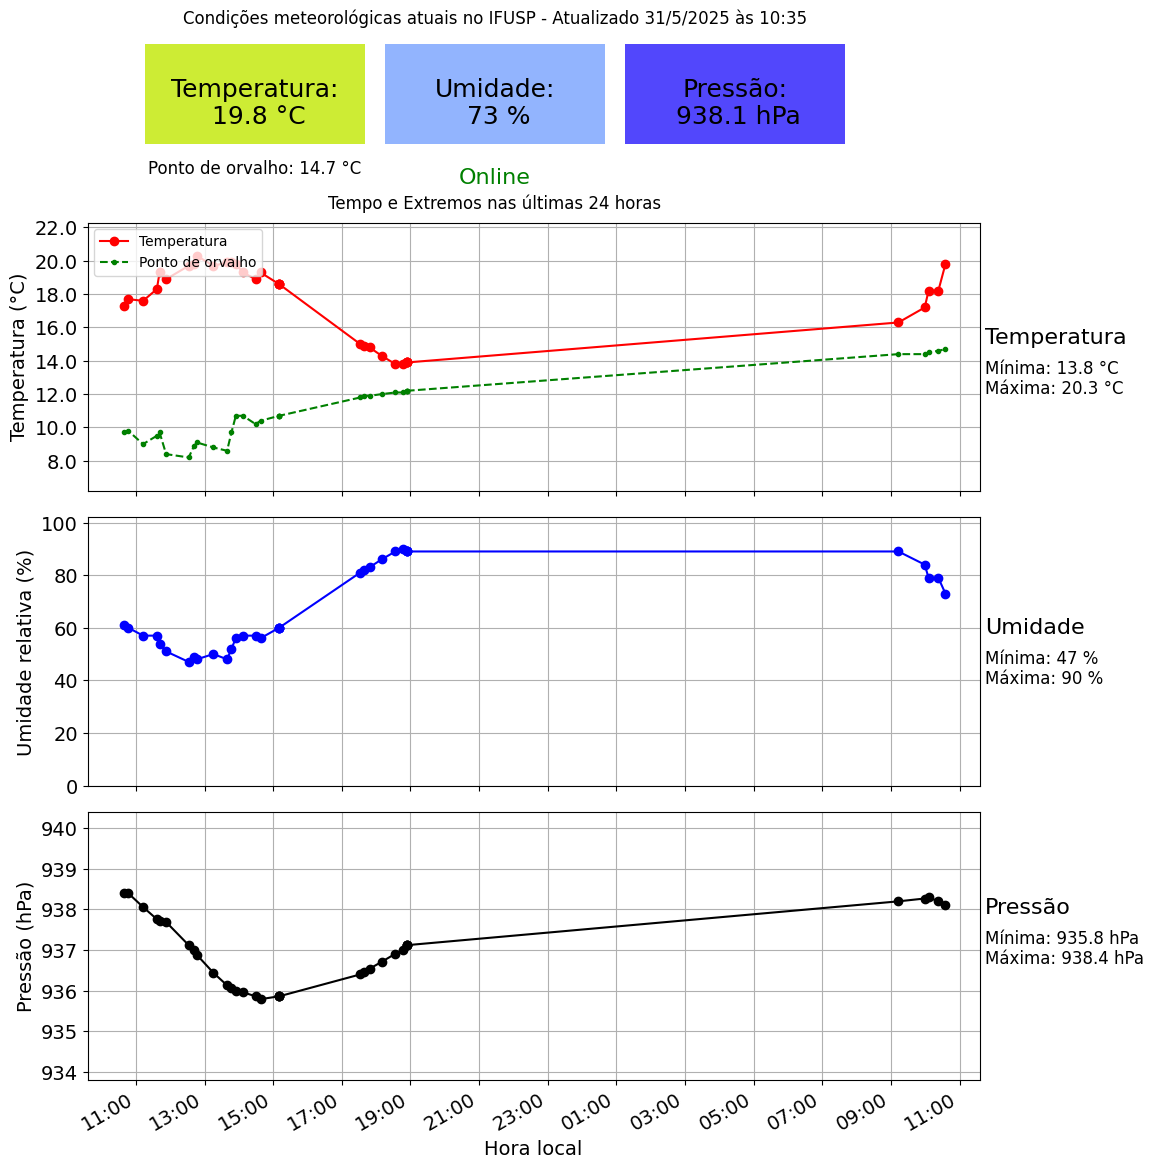 Condições meteorológicas atuais no IFUSP - Atualizado 31/5/2025 às 10:35
Temperatura:
19.8 °C
Umidade:
73 %
Pressão:
938.1 hPa
Ponto de orvalho: 14.7 °C
Online
Tempo e Extremos nas últimas 24 horas
Temperatura
Ponto de orvalho
Temperatura (°C)
22.0
20.0
18.0
16.0
14.0
12.0
10.0
8.0
Temperatura
Mínima: 13.8 °C
Máxima: 20.3 °C
Umidade relativa (%)
100
80
60
40
20
0
Umidade
Mínima: 47 %
Máxima: 90 %
Pressão (hPa)
940
939
938
937
936
935
934
Pressão
Mínima: 935.8 hPa
Máxima: 938.4 hPa
11:00 13:00 15:00 17:00 19:00 21:00 23:00 01:00 03:00 05:00 07:00 09:00 11:00
Hora local